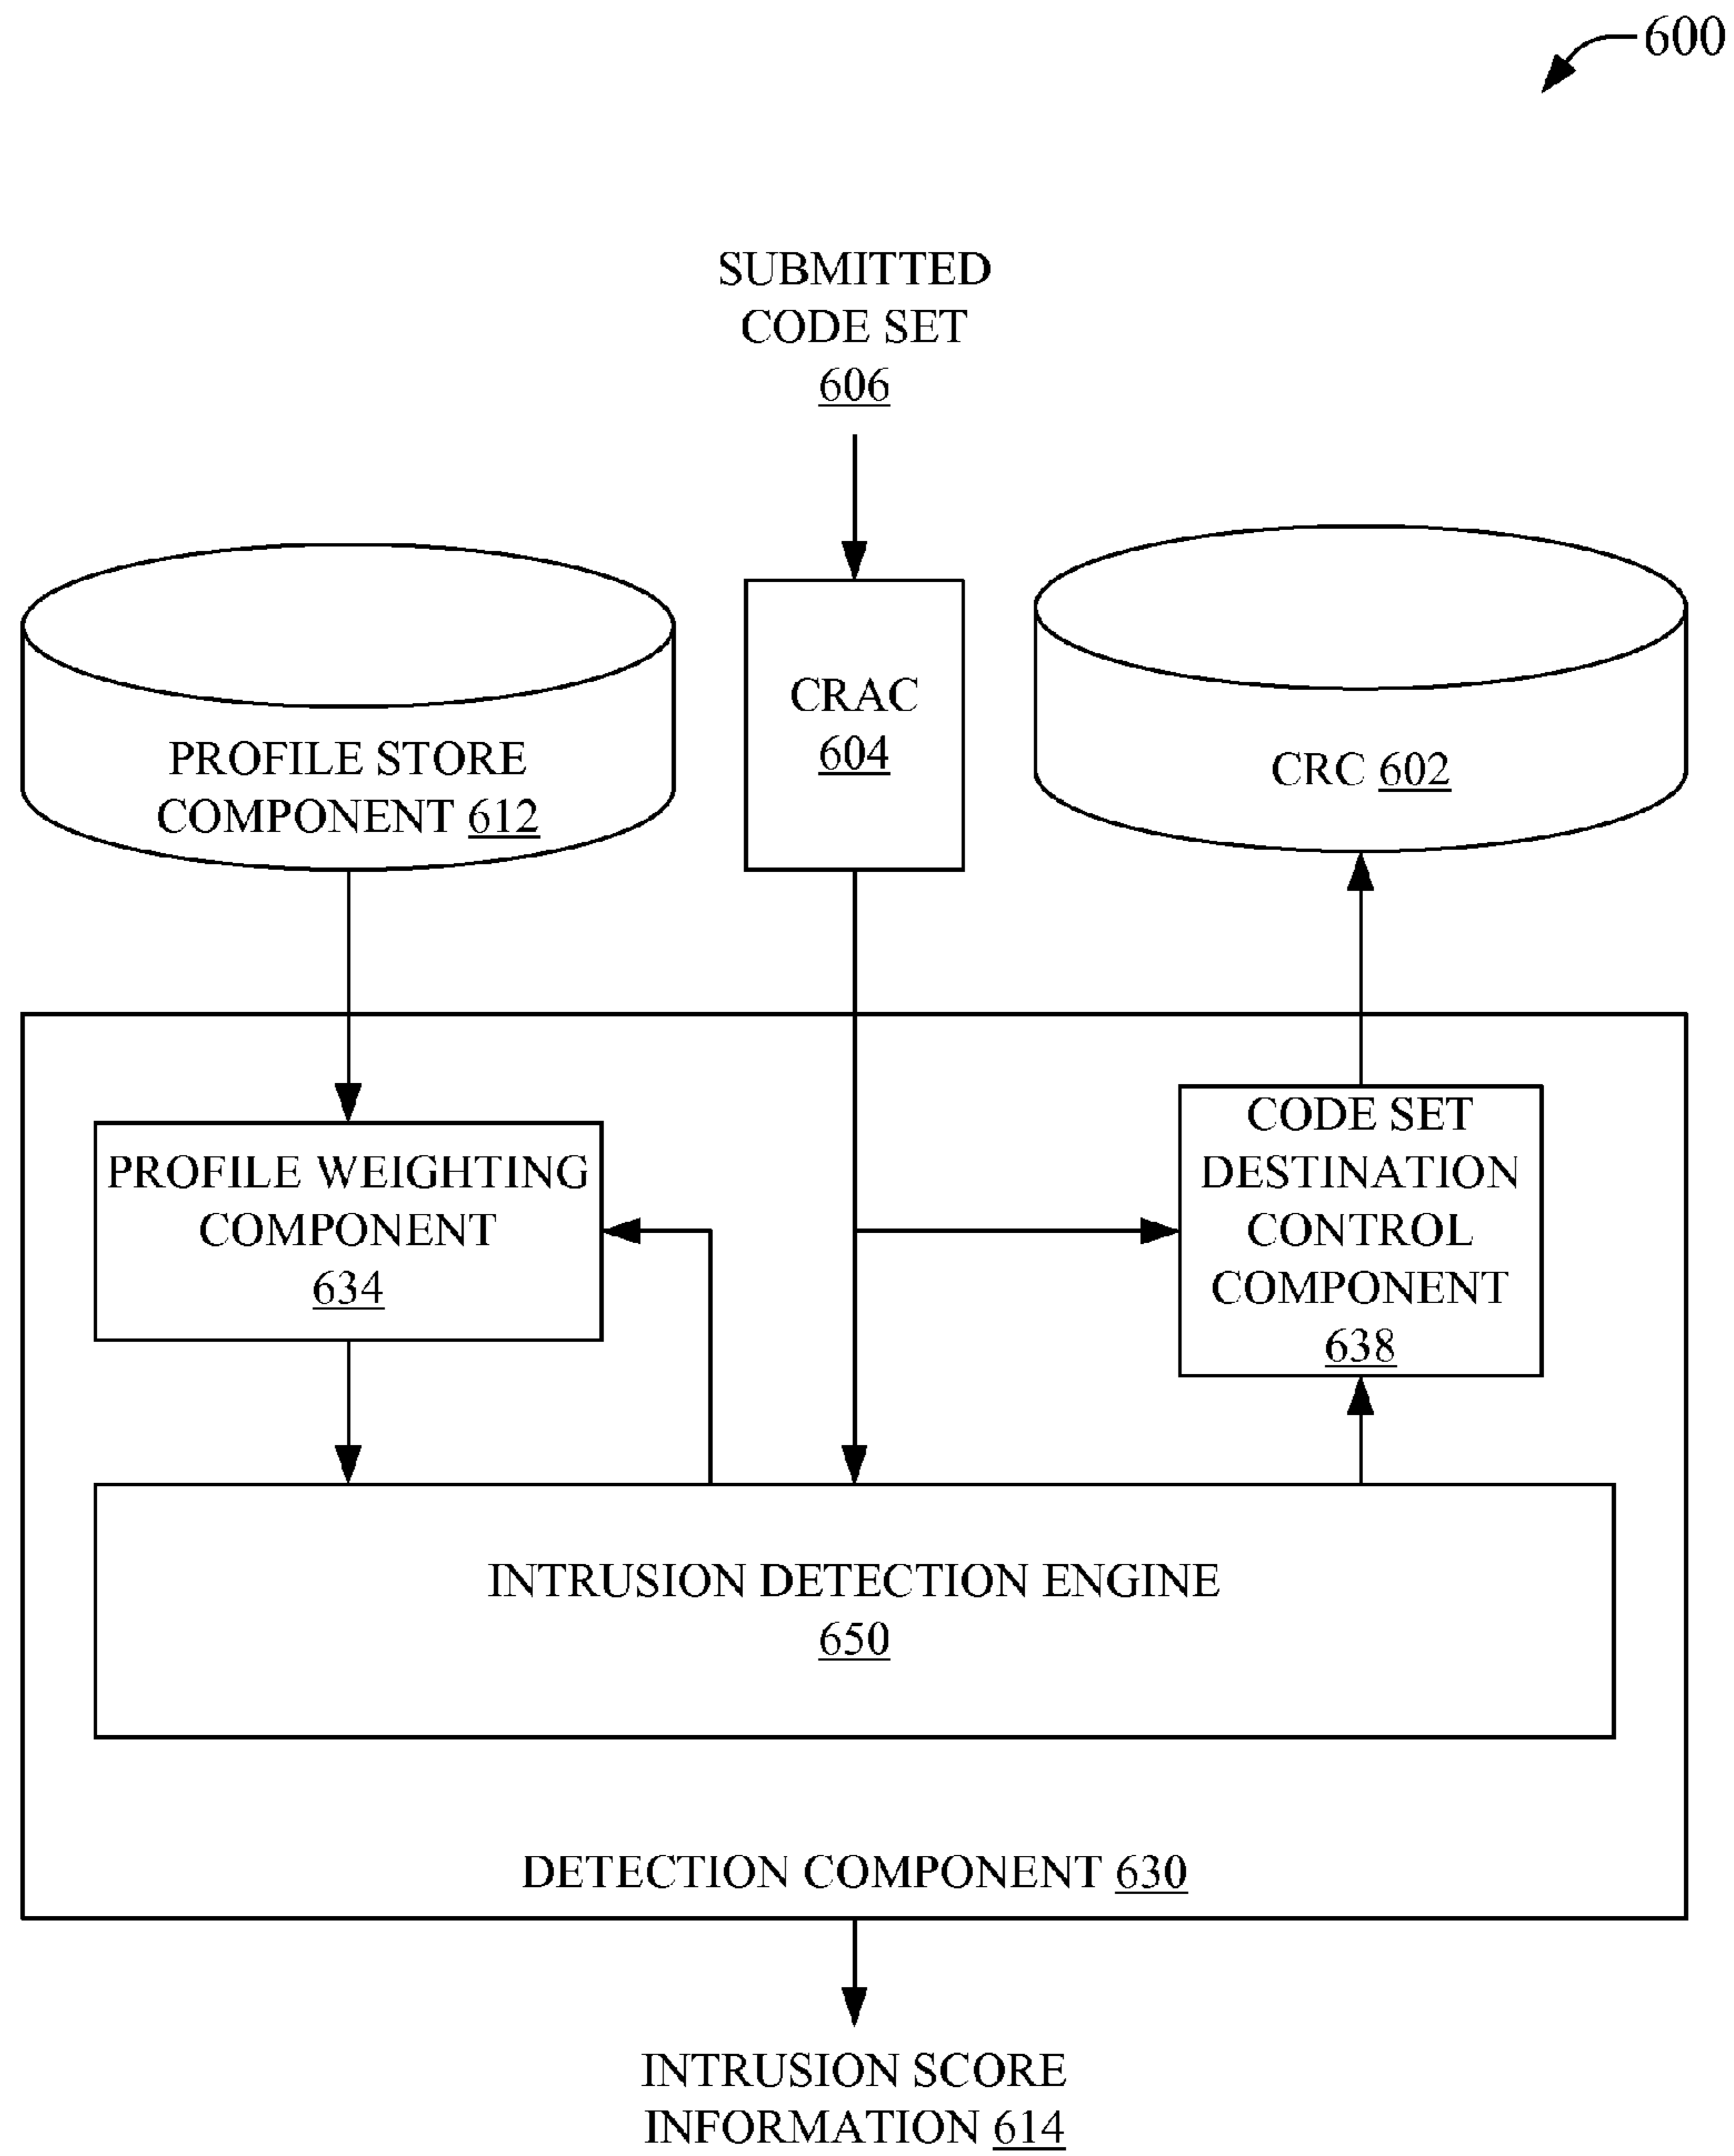 600
SUBMITTED
CODE SET
606
PROFILE STORE
COMPONENT 612
CRAC
604
CRC 602
PROFILE WEIGHTING
COMPONENT
634
CODE SET
DESTINATION
CONTROL
COMPONENT
638
INTRUSION DETECTION ENGINE
650
DETECTION COMPONENT 630
INTRUSION SCORE
INFORMATION 614